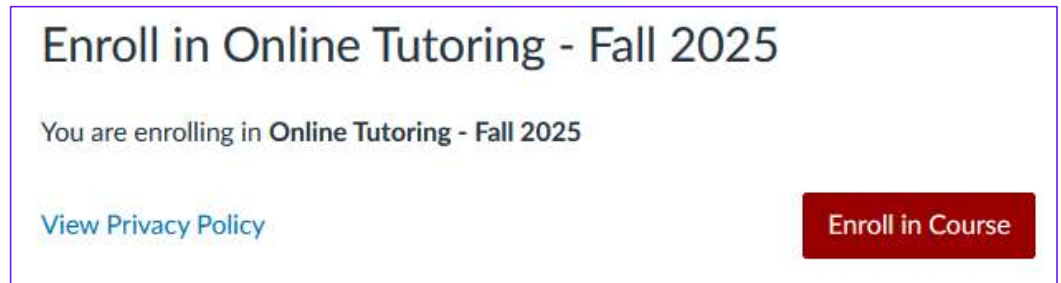 Enroll in Online Tutoring - Fall 2025
You are enrolling in Online Tutoring - Fall 2025
View Privacy Policy
Enroll in Course